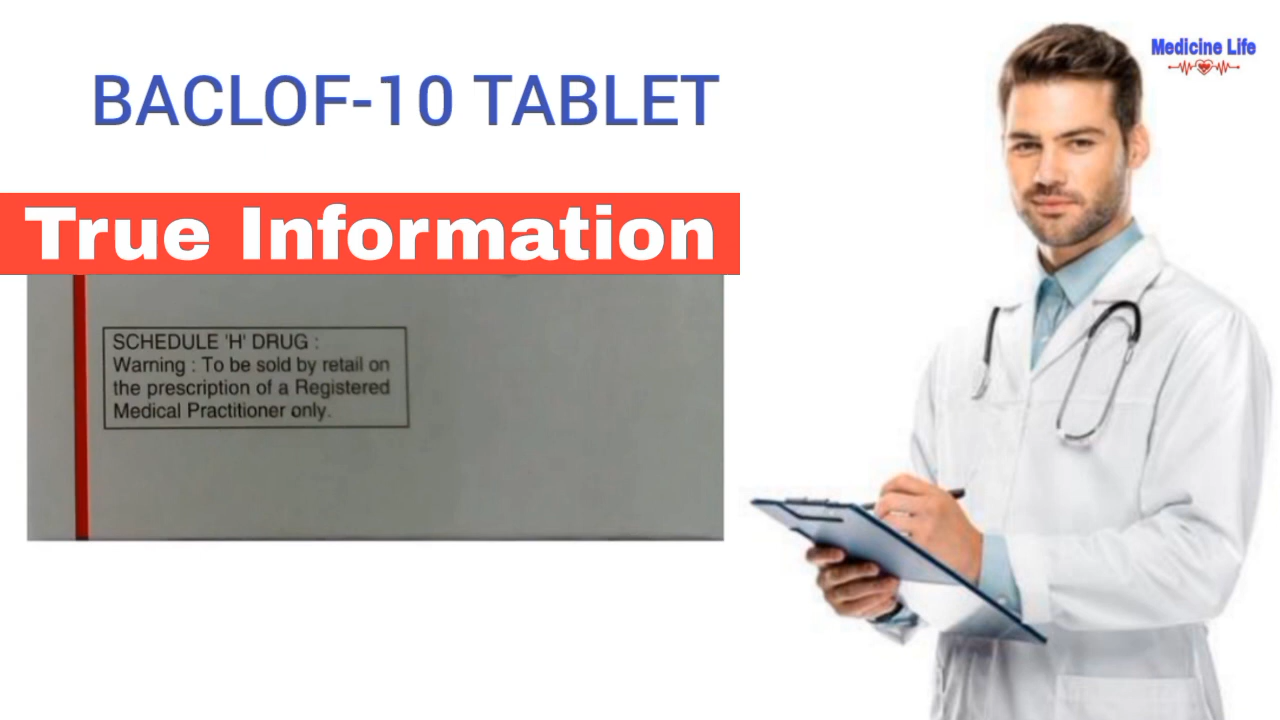 Medicine Life
BACLOF-10 TABLET
True Information
SCHEDULE 'H' DRUG :
Warning : To be sold by retail on
the prescription of a Registered
Medical Practitioner only.